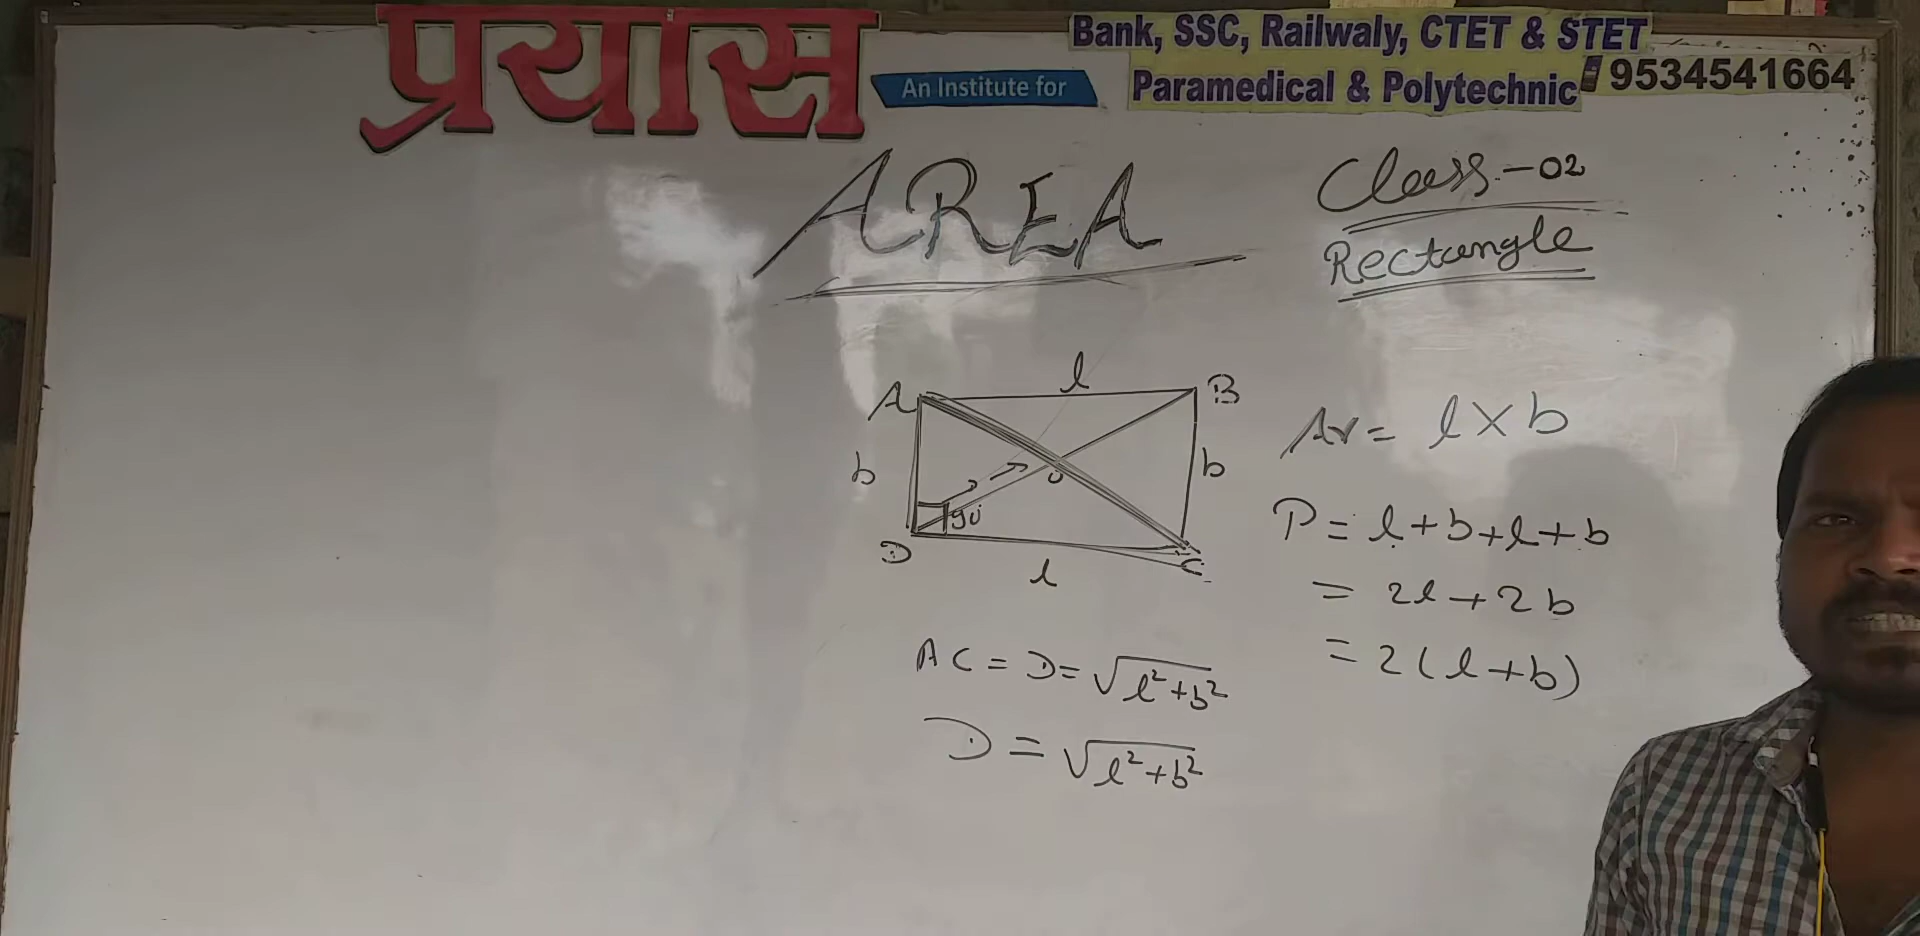 प्रयास
An Institute for
Bank, SSC, Railwaly, CTET & STET
Paramedical & Polytechnic
9534541664
AREA
Class-02
Rectangle
l
A
B
b
b
o
90°
D
C
l
Ar = l × b
P = l + b + l + b
= 2l + 2b
= 2(l + b)
AC = D = √l²+b²
D = √l²+b²